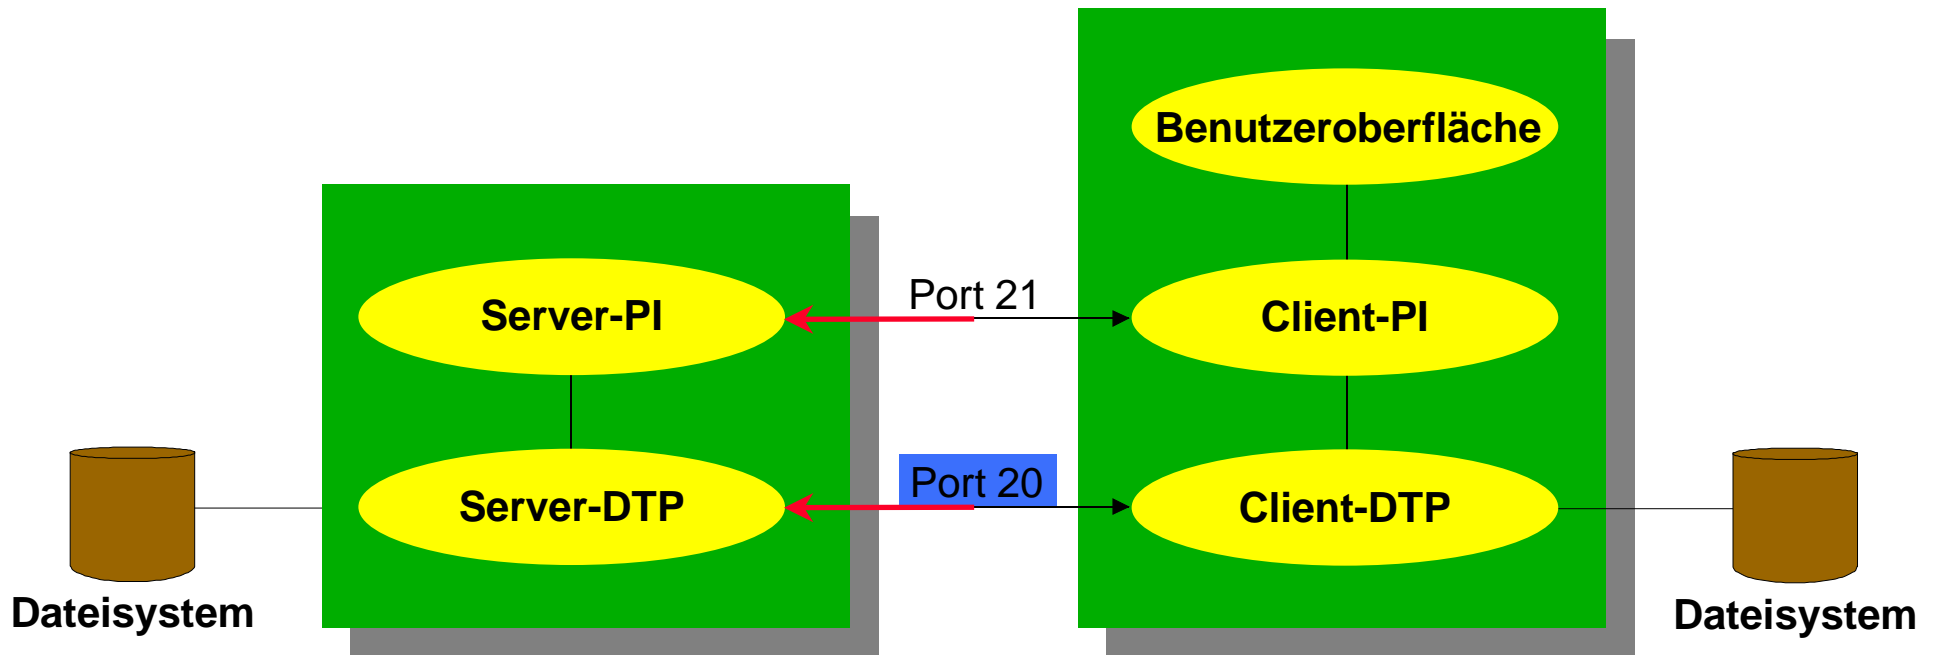 Benutzeroberfläche
Server-PI
Port 21
Client-PI
Server-DTP
Port 20
Client-DTP
Dateisystem
Dateisystem